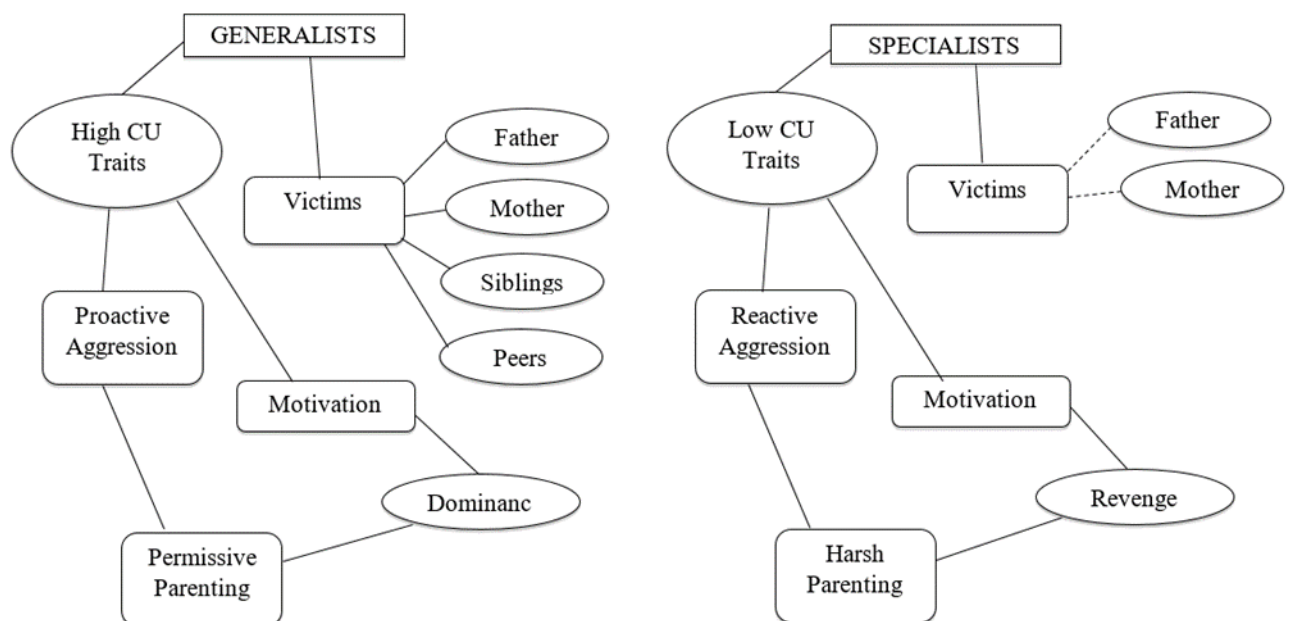 GENERALISTS
High CU
Traits
Victims
Father
Mother
Siblings
Peers
Proactive
Aggression
Motivation
Dominanc
Permissive
Parenting
SPECIALISTS
Low CU
Traits
Victims
Father
Mother
Reactive
Aggression
Motivation
Revenge
Harsh
Parenting